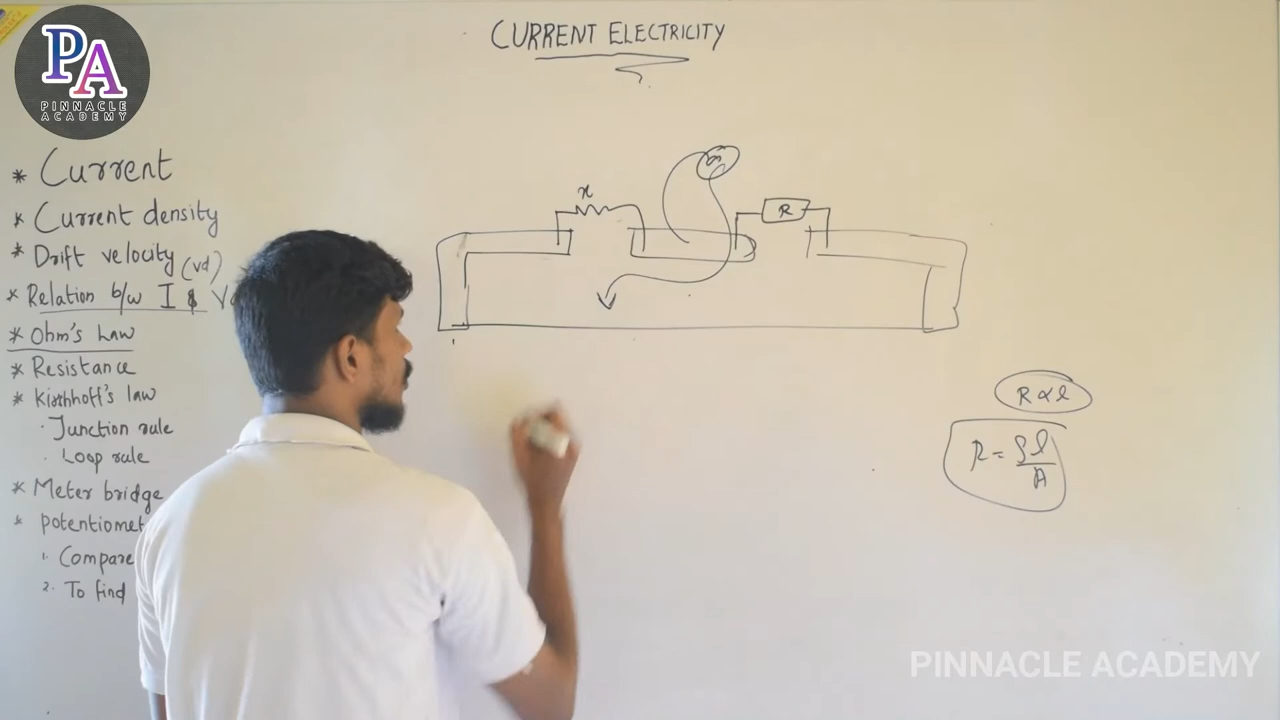 PA
PINNACLE
ACADEMY
CURRENT ELECTRICITY
* Current
* Current density
* Drift velocity (vd)
* Relation b/w I &
* Ohm's Law
* Resistance
* Kirchhoff's law
· Junction rule
· Loop rule
* Meter bridge
* potentiomet
1. Compare
2. To find
x
R
R ∝ l
R = ρl/A
PINNACLE ACADEMY